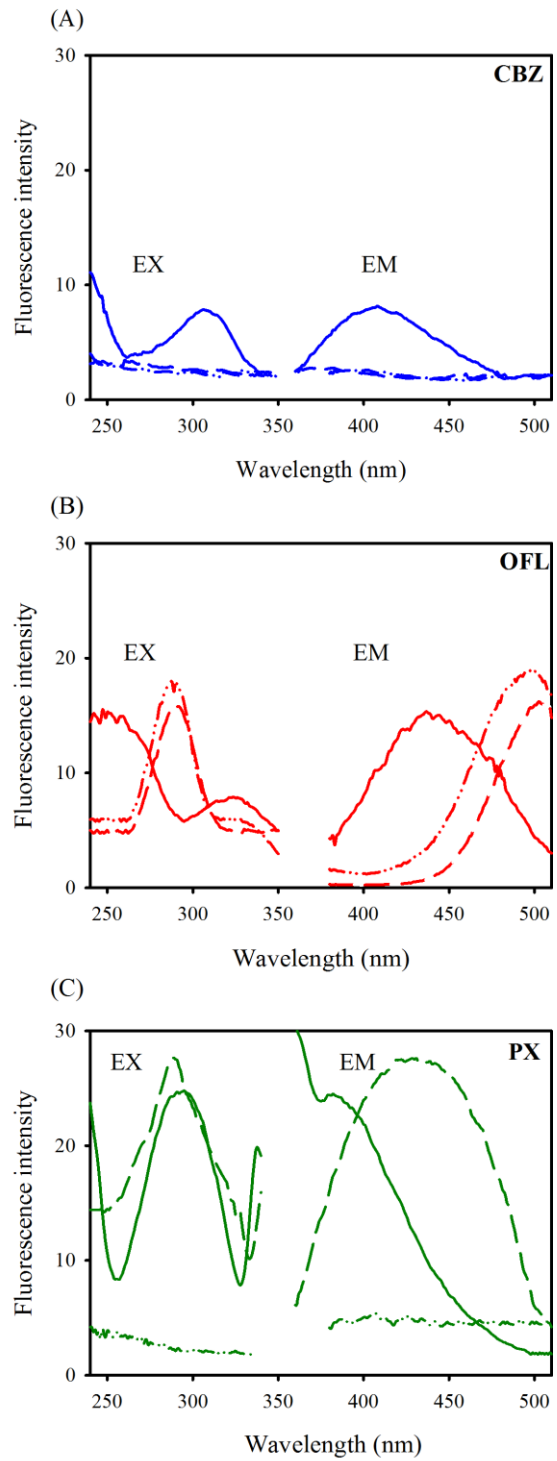 (A)
30
CBZ
20
EX
EM
10
0
250 300 350 400 450 500
Fluorescence intensity
Wavelength (nm)
(B)
30
OFL
20
EX
EM
10
0
250 300 350 400 450 500
Fluorescence intensity
Wavelength (nm)
(C)
30
PX
EX
EM
20
10
0
250 300 350 400 450 500
Fluorescence intensity
Wavelength (nm)